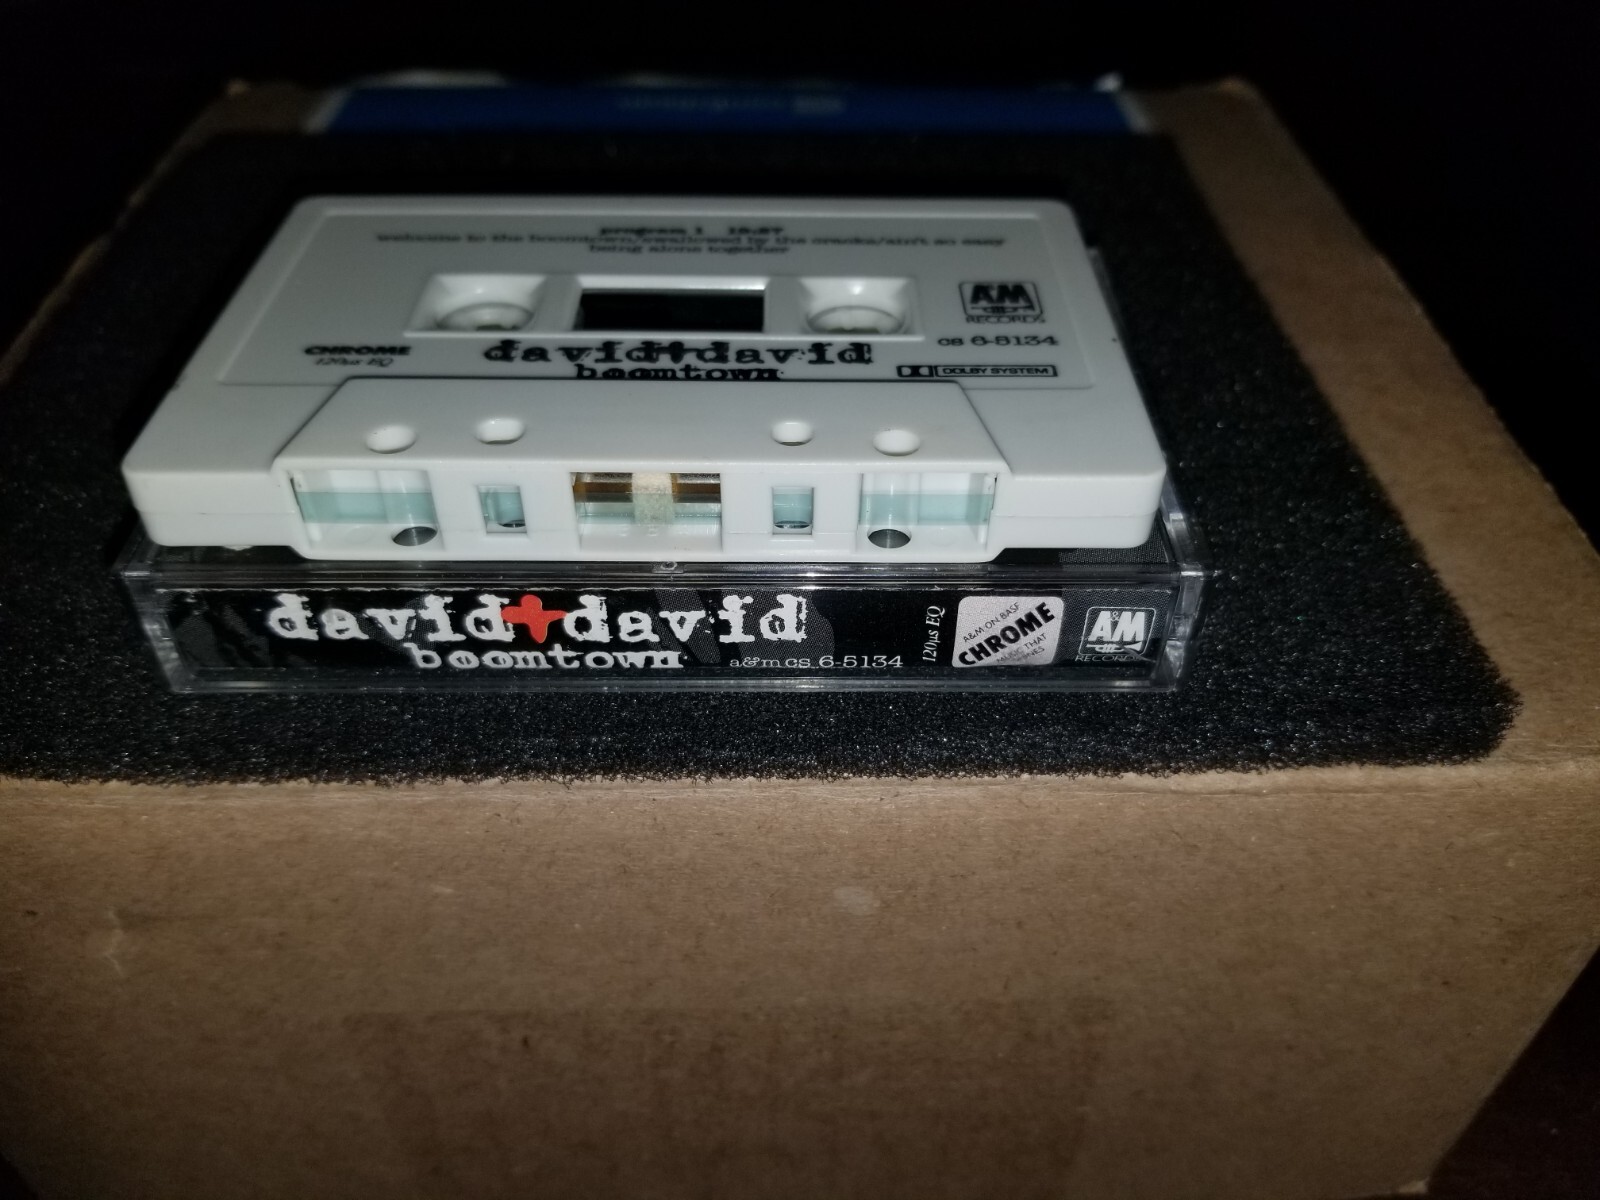 program 1
welcome to the boomtown/swallowed by the cracks/ain't so easy
being alone together
A&M
RECORDS
CHROME
120µs EQ
david+david
boomtown
cs 6-5134
DOLBY SYSTEM
david+david
boomtown
a&m cs 6-5134
120µs EQ
A&M ON BASF
CHROME
MUSIC THAT
A&M
RECORDS